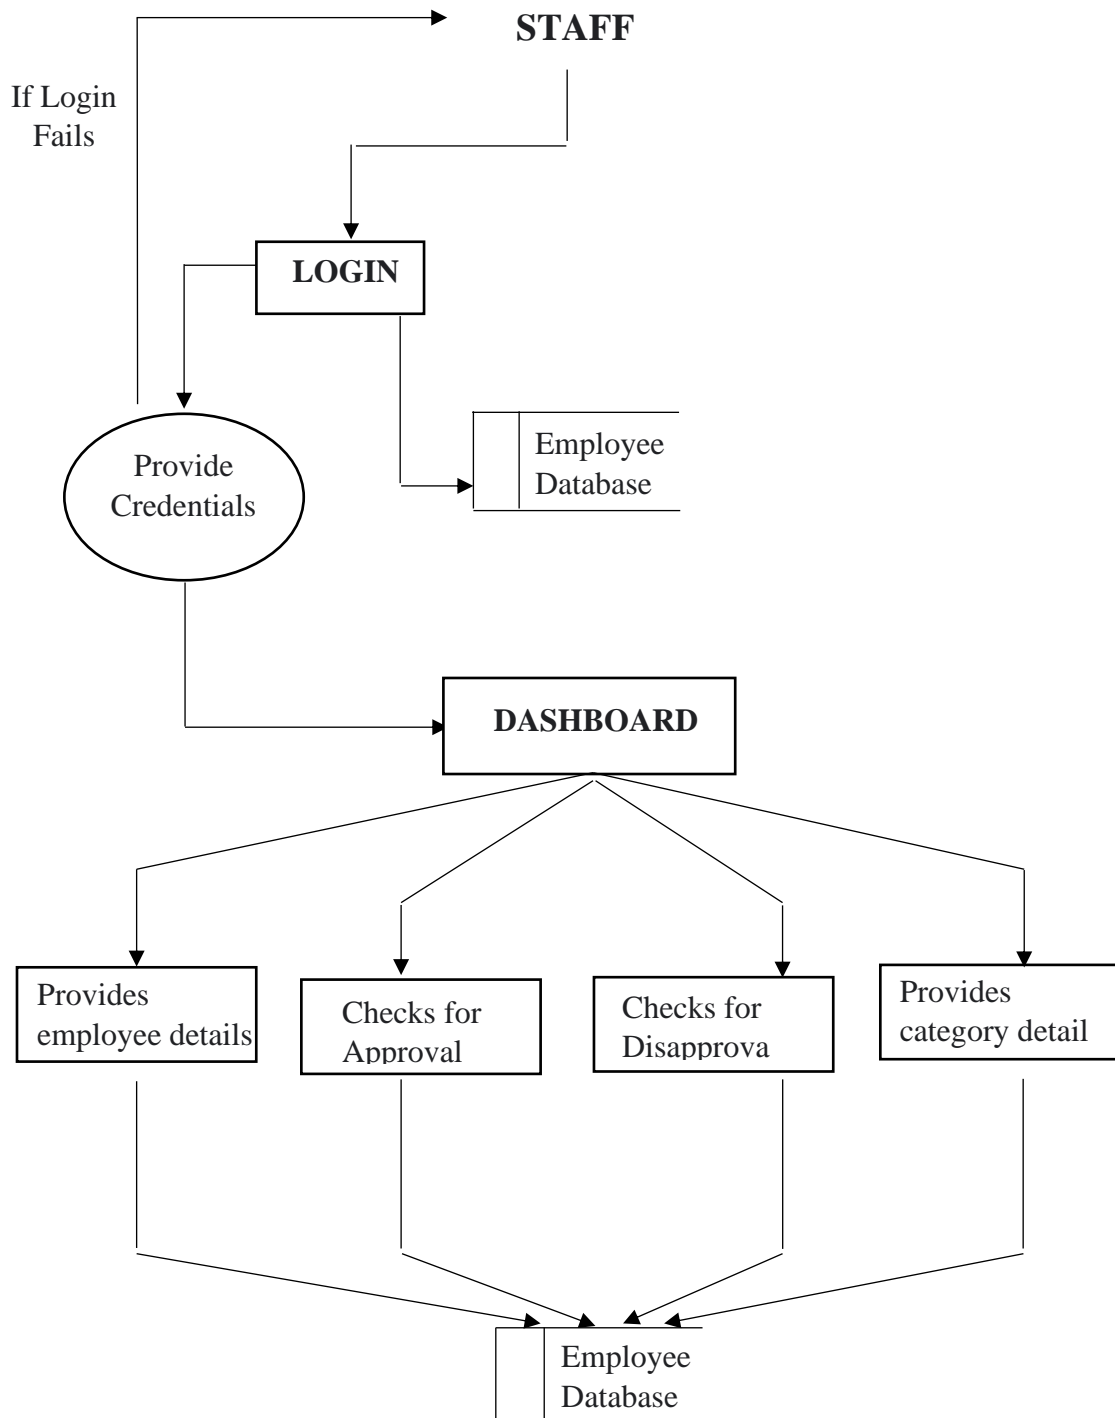 STAFF
If Login
Fails
LOGIN
Provide
Credentials
Employee
Database
DASHBOARD
Provides
employee details
Checks for
Approval
Checks for
Disapprova
Provides
category detail
Employee
Database